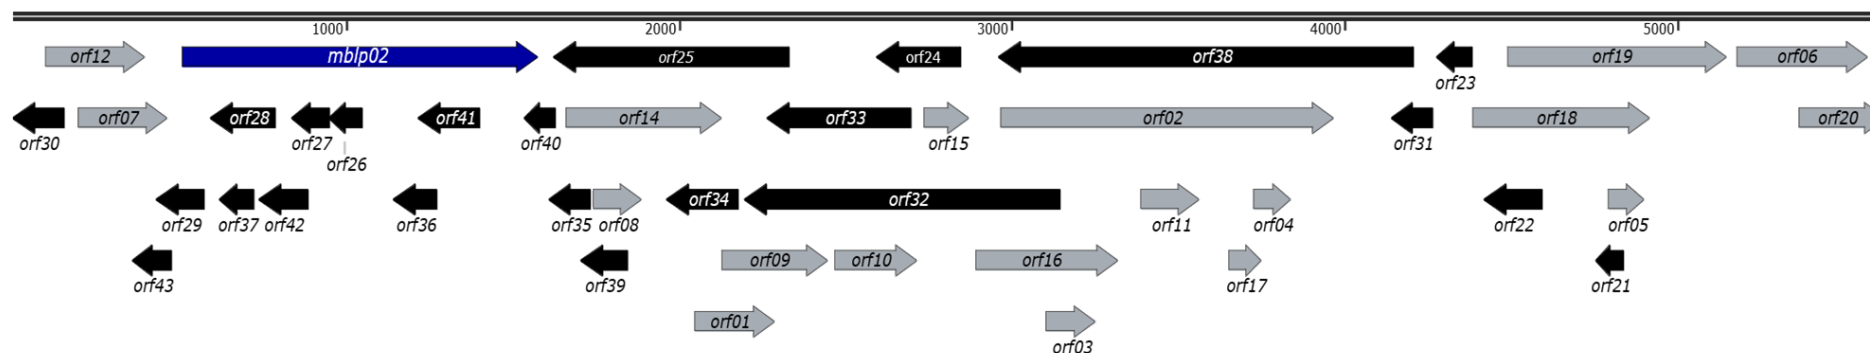 1000 2000 3000 4000 5000
orf12 mblp02 orf25 orf24 orf38 orf19 orf06
orf23
orf07 orf28 orf41 orf14 orf33 orf02 orf18 orf20
orf30 orf27 orf40 orf15 orf31
orf26
orf34 orf32
orf29 orf37 orf42 orf36 orf35 orf08 orf11 orf04 orf22 orf05
orf09 orf10 orf16
orf43 orf39 orf17 orf21
orf01
orf03